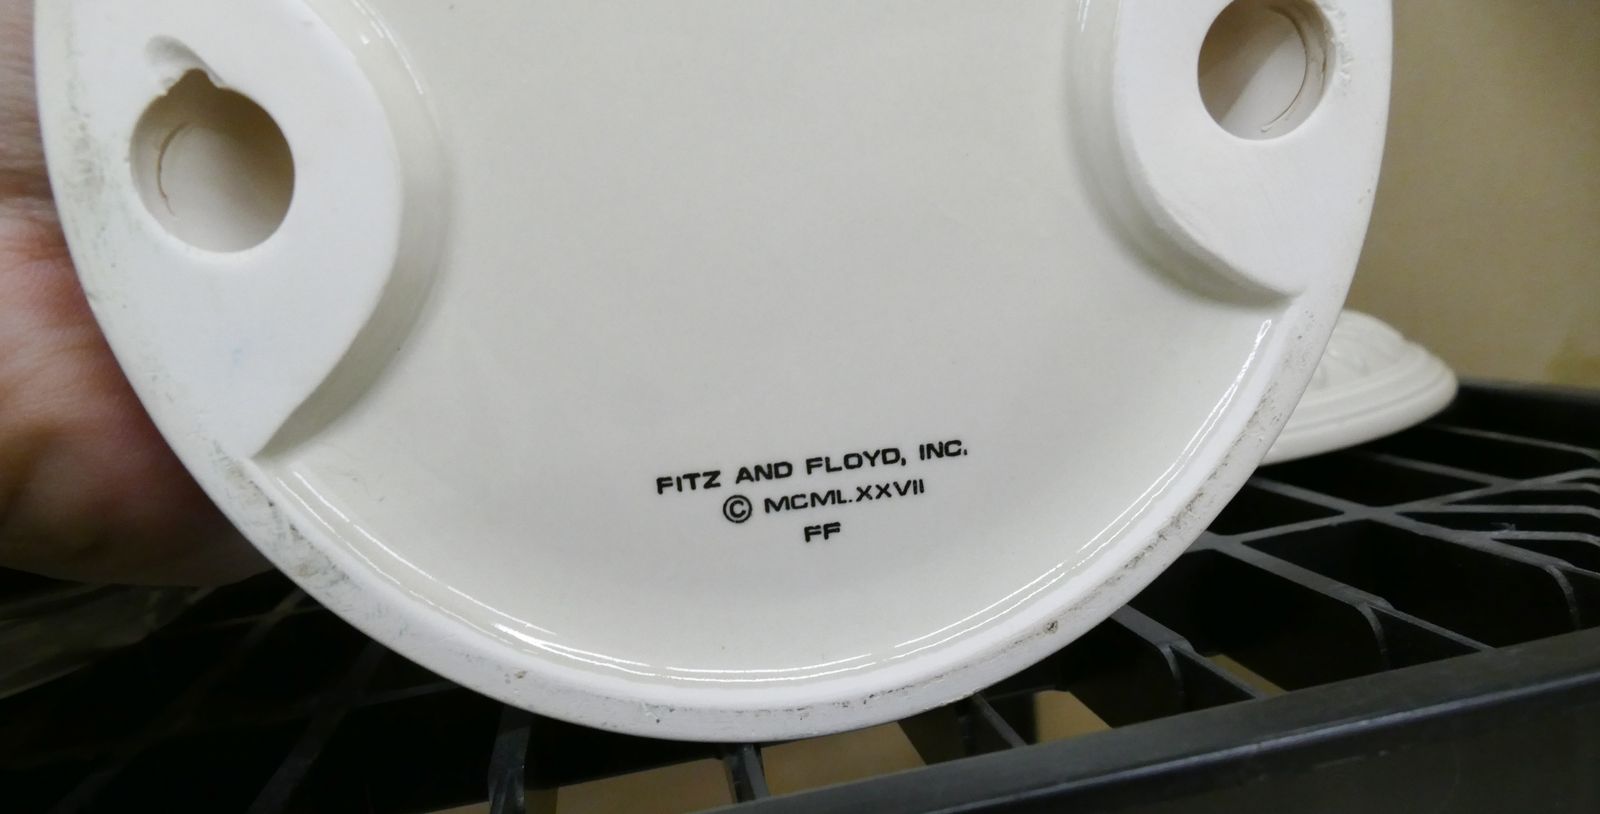 FITZ AND FLOYD, INC.
© MCML.XXVII
FF